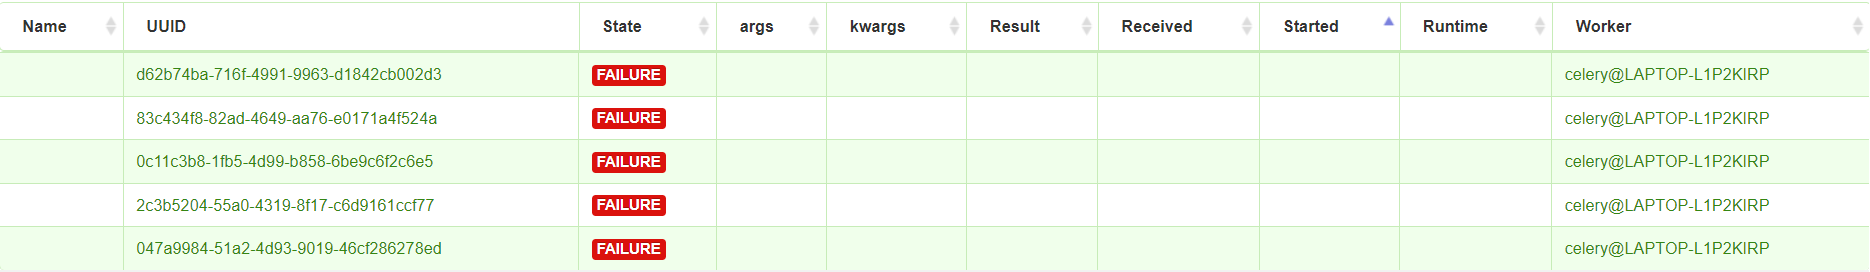 Name UUID State args kwargs Result Received Started Runtime Worker
d62b74ba-716f-4991-9963-d1842cb002d3 FAILURE celery@LAPTOP-L1P2KIRP
83c434f8-82ad-4649-aa76-e0171a4f524a FAILURE celery@LAPTOP-L1P2KIRP
0c11c3b8-1fb5-4d99-b858-6be9c6f2c6e5 FAILURE celery@LAPTOP-L1P2KIRP
2c3b5204-55a0-4319-8f17-c6d9161ccf77 FAILURE celery@LAPTOP-L1P2KIRP
047a9984-51a2-4d93-9019-46cf286278ed FAILURE celery@LAPTOP-L1P2KIRP